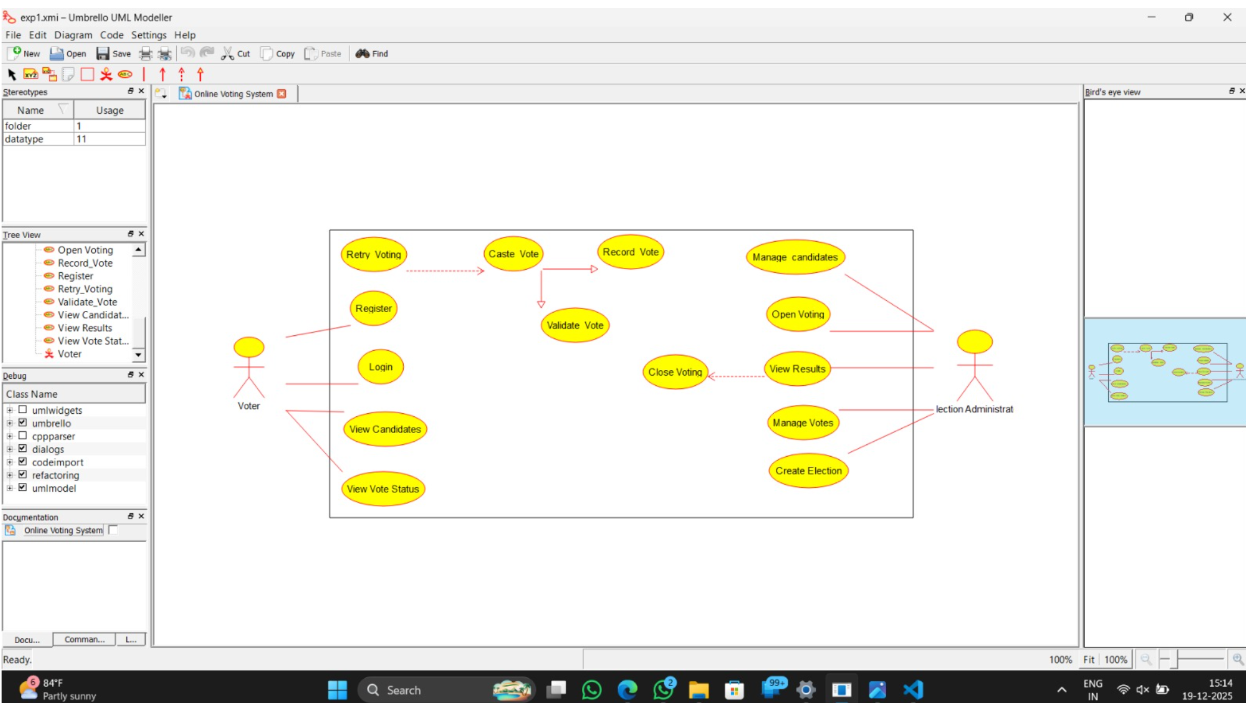 exp1.xmi – Umbrello UML Modeller
File Edit Diagram Code Settings Help
New Open Save Cut Copy Paste Find
Stereotypes
Name Usage
folder 1
datatype 11
Tree View
Open Voting
Record_Vote
Register
Retry_Voting
Validate_Vote
View Candidat...
View Results
View Vote Stat...
Voter
Debug
Class Name
umlwidgets
umbrello
cppparser
dialogs
codeimport
refactoring
umlmodel
Documentation
Online Voting System
Docu... Comman... L...
Online Voting System
Retry Voting
Caste Vote
Record Vote
Manage candidates
Register
Validate Vote
Open Voting
Login
Close Voting
View Results
Voter
lection Administrat
View Candidates
Manage Votes
Create Election
View Vote Status
Bird's eye view
Ready.
100% Fit 100%
6
84°F
Partly sunny
Search
2
99+
ENG
IN
15:14
19-12-2025